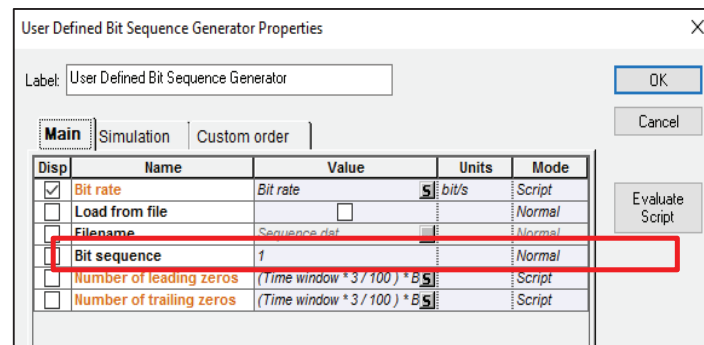 User Defined Bit Sequence Generator Properties
Label: User Defined Bit Sequence Generator
OK
Cancel
Evaluate
Script
Main Simulation Custom order
Disp Name Value Units Mode
Bit rate Bit rate S bit/s Script
Load from file Normal
Filename Sequence.dat Normal
Bit sequence 1 Normal
Number of leading zeros (Time window * 3 / 100 ) * B S Script
Number of trailing zeros (Time window * 3 / 100 ) * B S Script